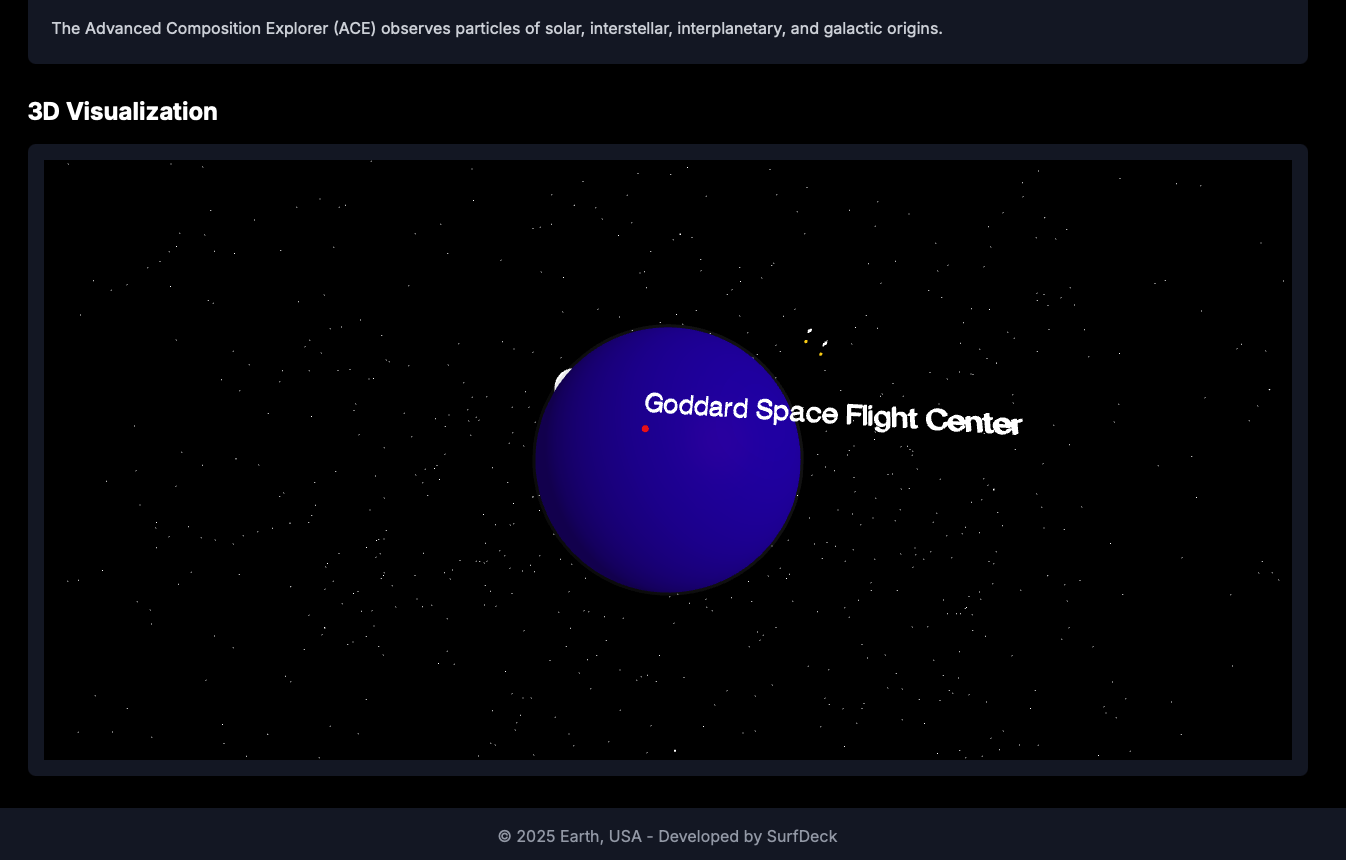 The Advanced Composition Explorer (ACE) observes particles of solar, interstellar, interplanetary, and galactic origins.
3D Visualization
Goddard Space Flight Center
© 2025 Earth, USA - Developed by SurfDeck